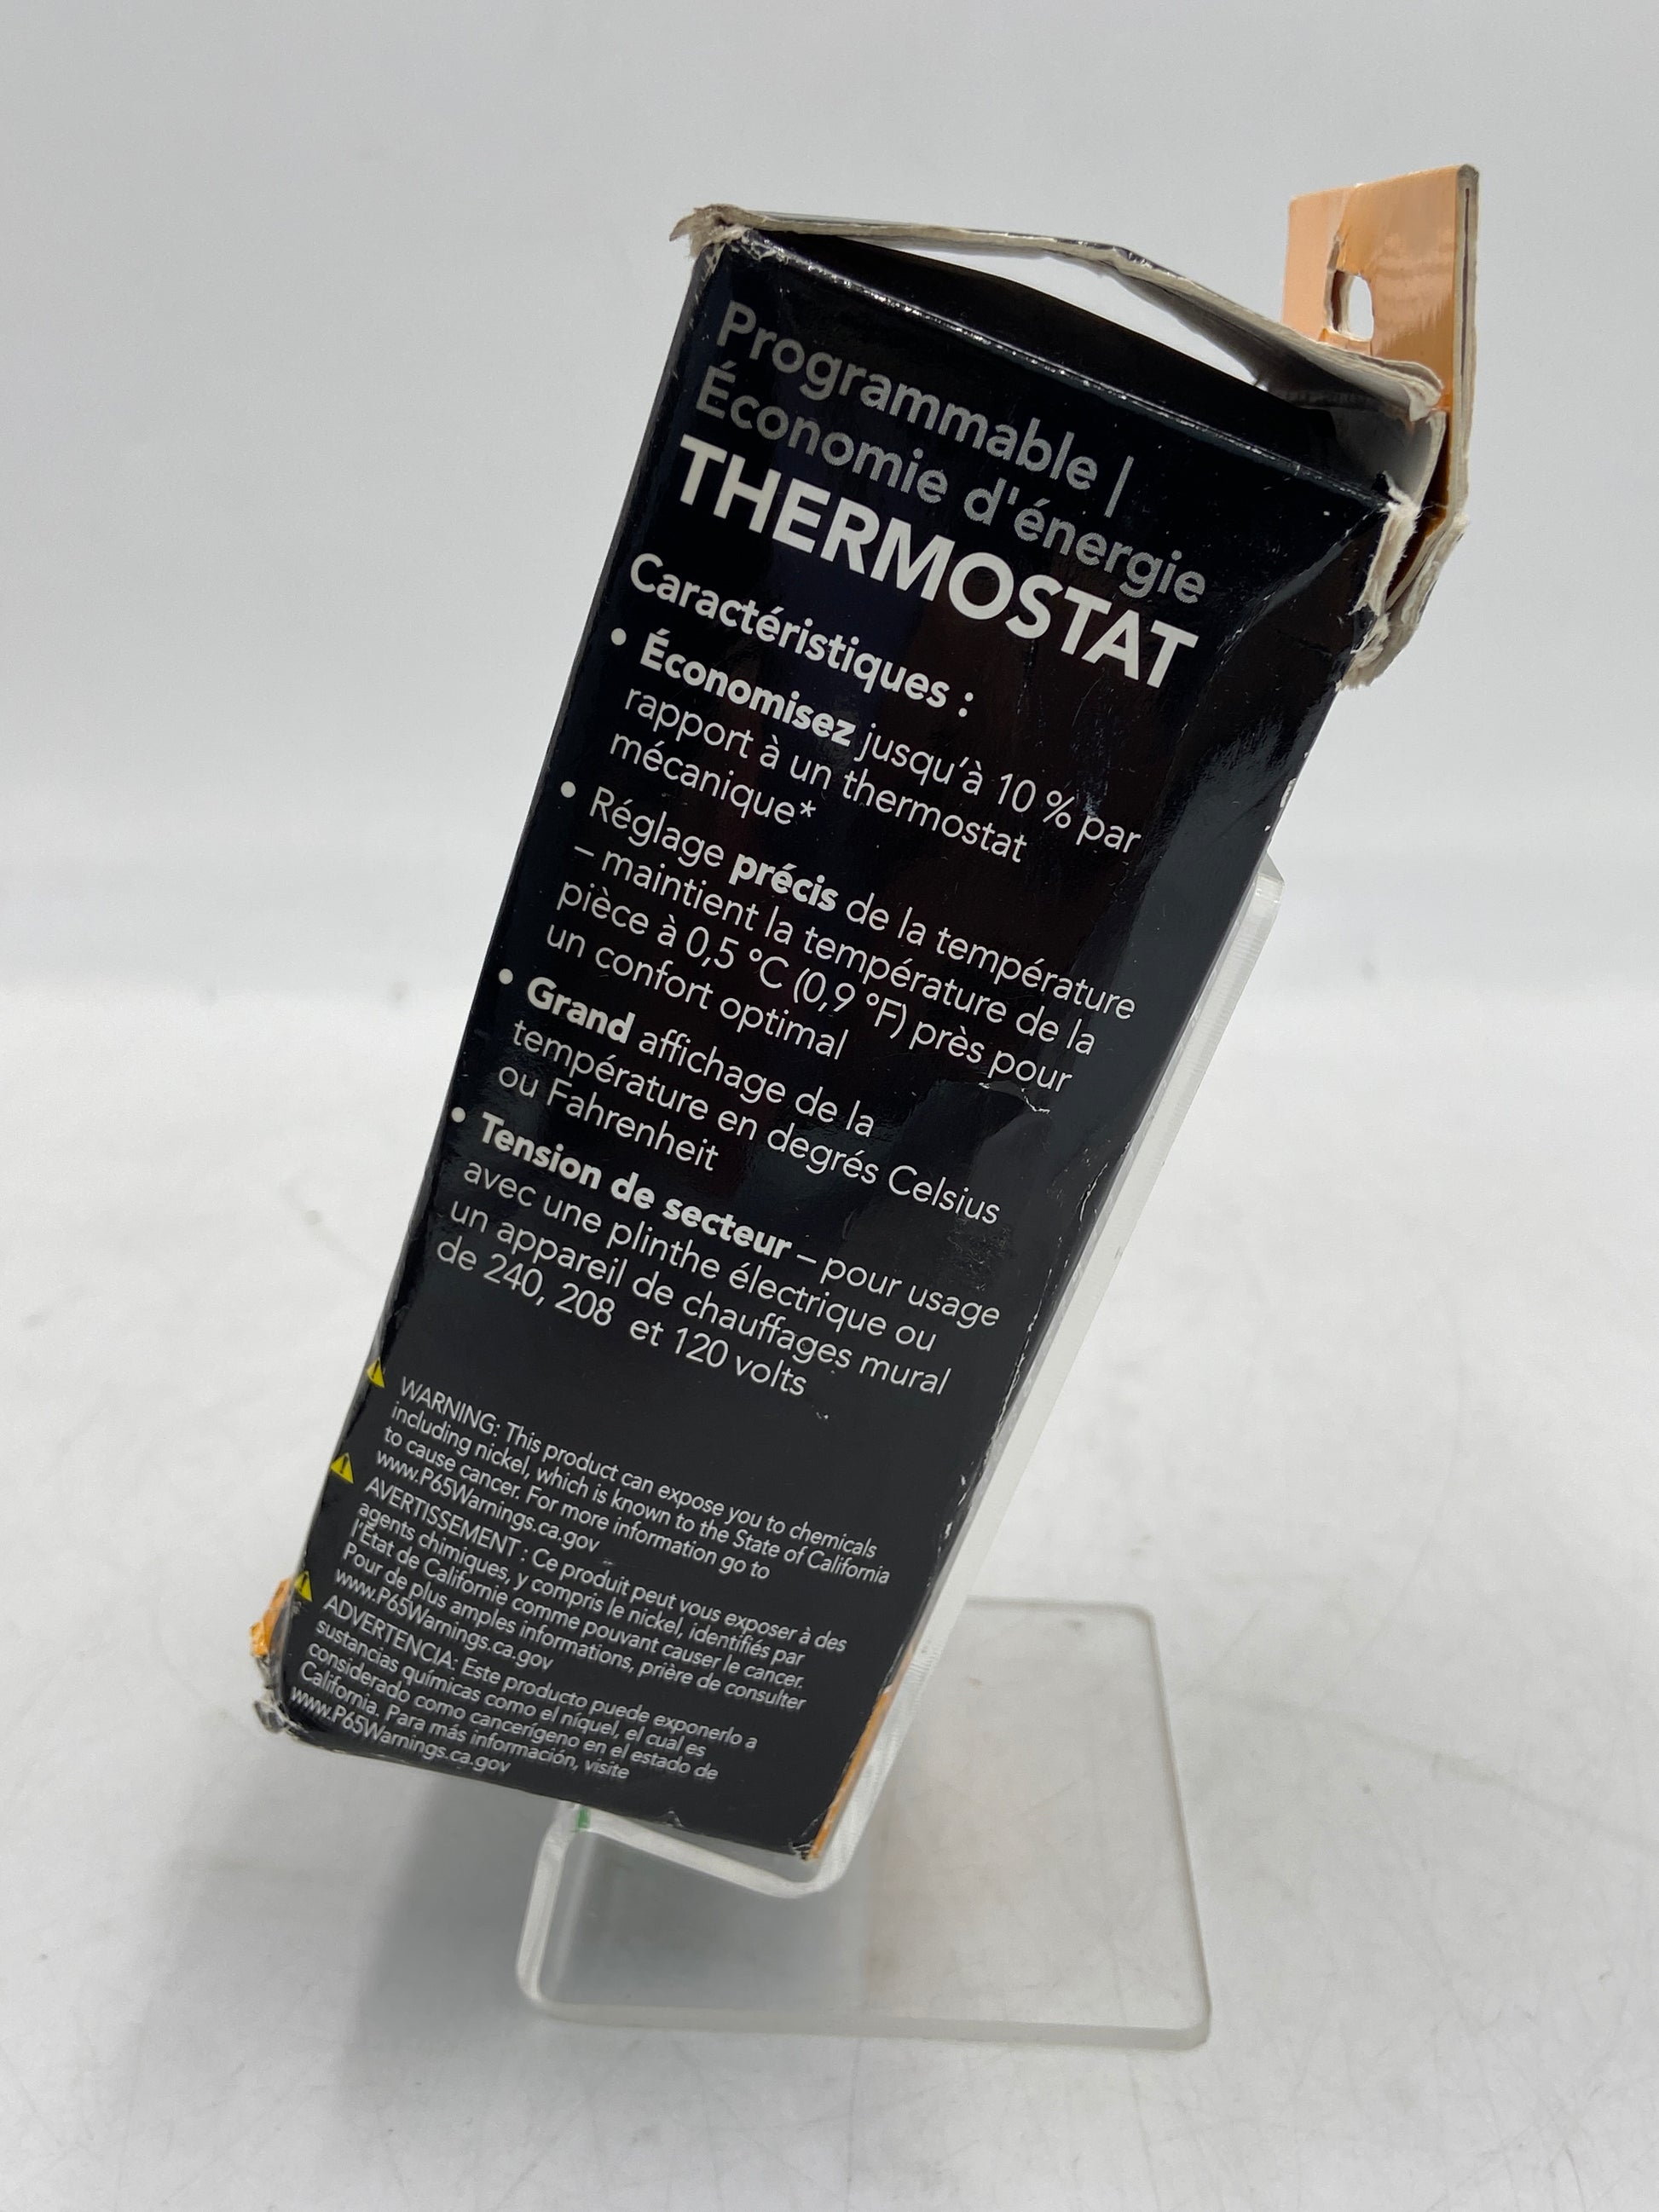 Programmable |
Économie d'énergie
THERMOSTAT
Caractéristiques :
• Économisez jusqu'à 10 % par
rapport à un thermostat
mécanique*
• Réglage précis de la température
– maintient la température de la
pièce à 0,5 °C (0,9 °F) près pour
un confort optimal
• Grand affichage de la
température en degrés Celsius
ou Fahrenheit
• Tension de secteur – pour usage
avec une plinthe électrique ou
un appareil de chauffages mural
de 240, 208 et 120 volts
WARNING: This product can expose you to chemicals
including nickel, which is known to the State of California
to cause cancer. For more information go to
www.P65Warnings.ca.gov
AVERTISSEMENT : Ce produit peut vous exposer à des
agents chimiques, y compris le nickel, identifiés par
l'État de Californie comme pouvant causer le cancer.
Pour de plus amples informations, prière de consulter
www.P65Warnings.ca.gov
ADVERTENCIA: Este producto puede exponerlo a
sustancias químicas como el níquel, el cual es
considerado como cancerígeno en el estado de
California. Para más información, visite
www.P65Warnings.ca.gov